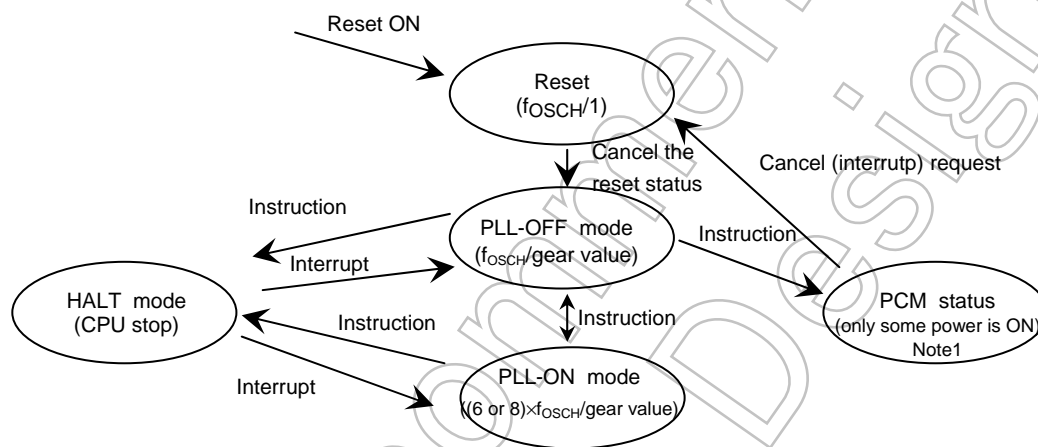 Reset ON
Reset
(fOSCH/1)
Cancel the
reset status
Cancel (interrutp) request
Instruction
PLL-OFF mode
(fOSCH/gear value)
Instruction
Interrupt
HALT mode
(CPU stop)
PCM status
(only some power is ON)
Note1
Instruction
Instruction
PLL-ON mode
((6 or 8)×fOSCH/gear value)
Interrupt